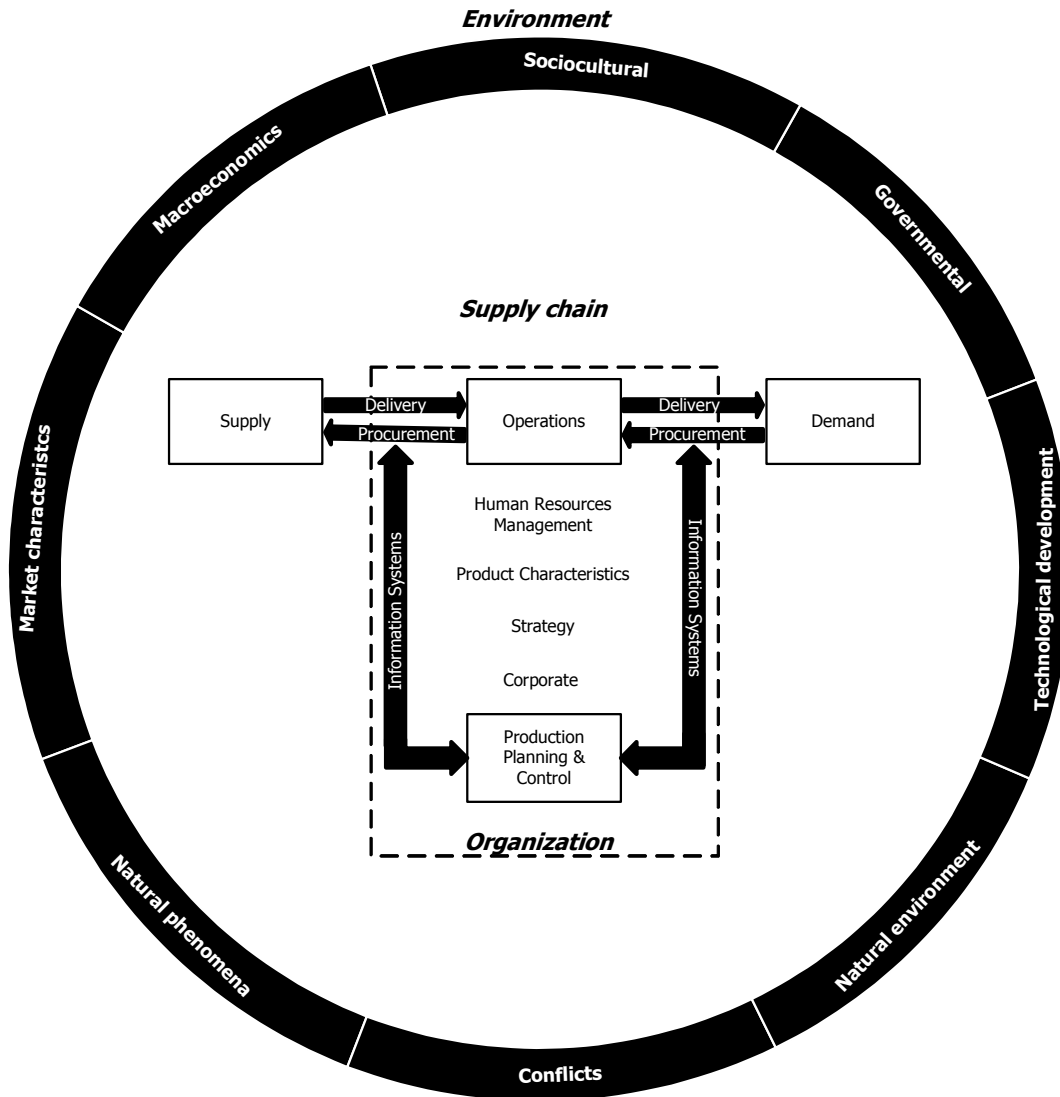 Environment
Sociocultural
Macroeconomics
Governmental
Supply chain
Supply
Delivery
Procurement
Operations
Delivery
Procurement
Demand
Market characteristcs
Technological development
Information Systems
Human Resources
Management
Product Characteristics
Strategy
Corporate
Information Systems
Production
Planning &
Control
Organization
Natural phenomena
Natural environment
Conflicts